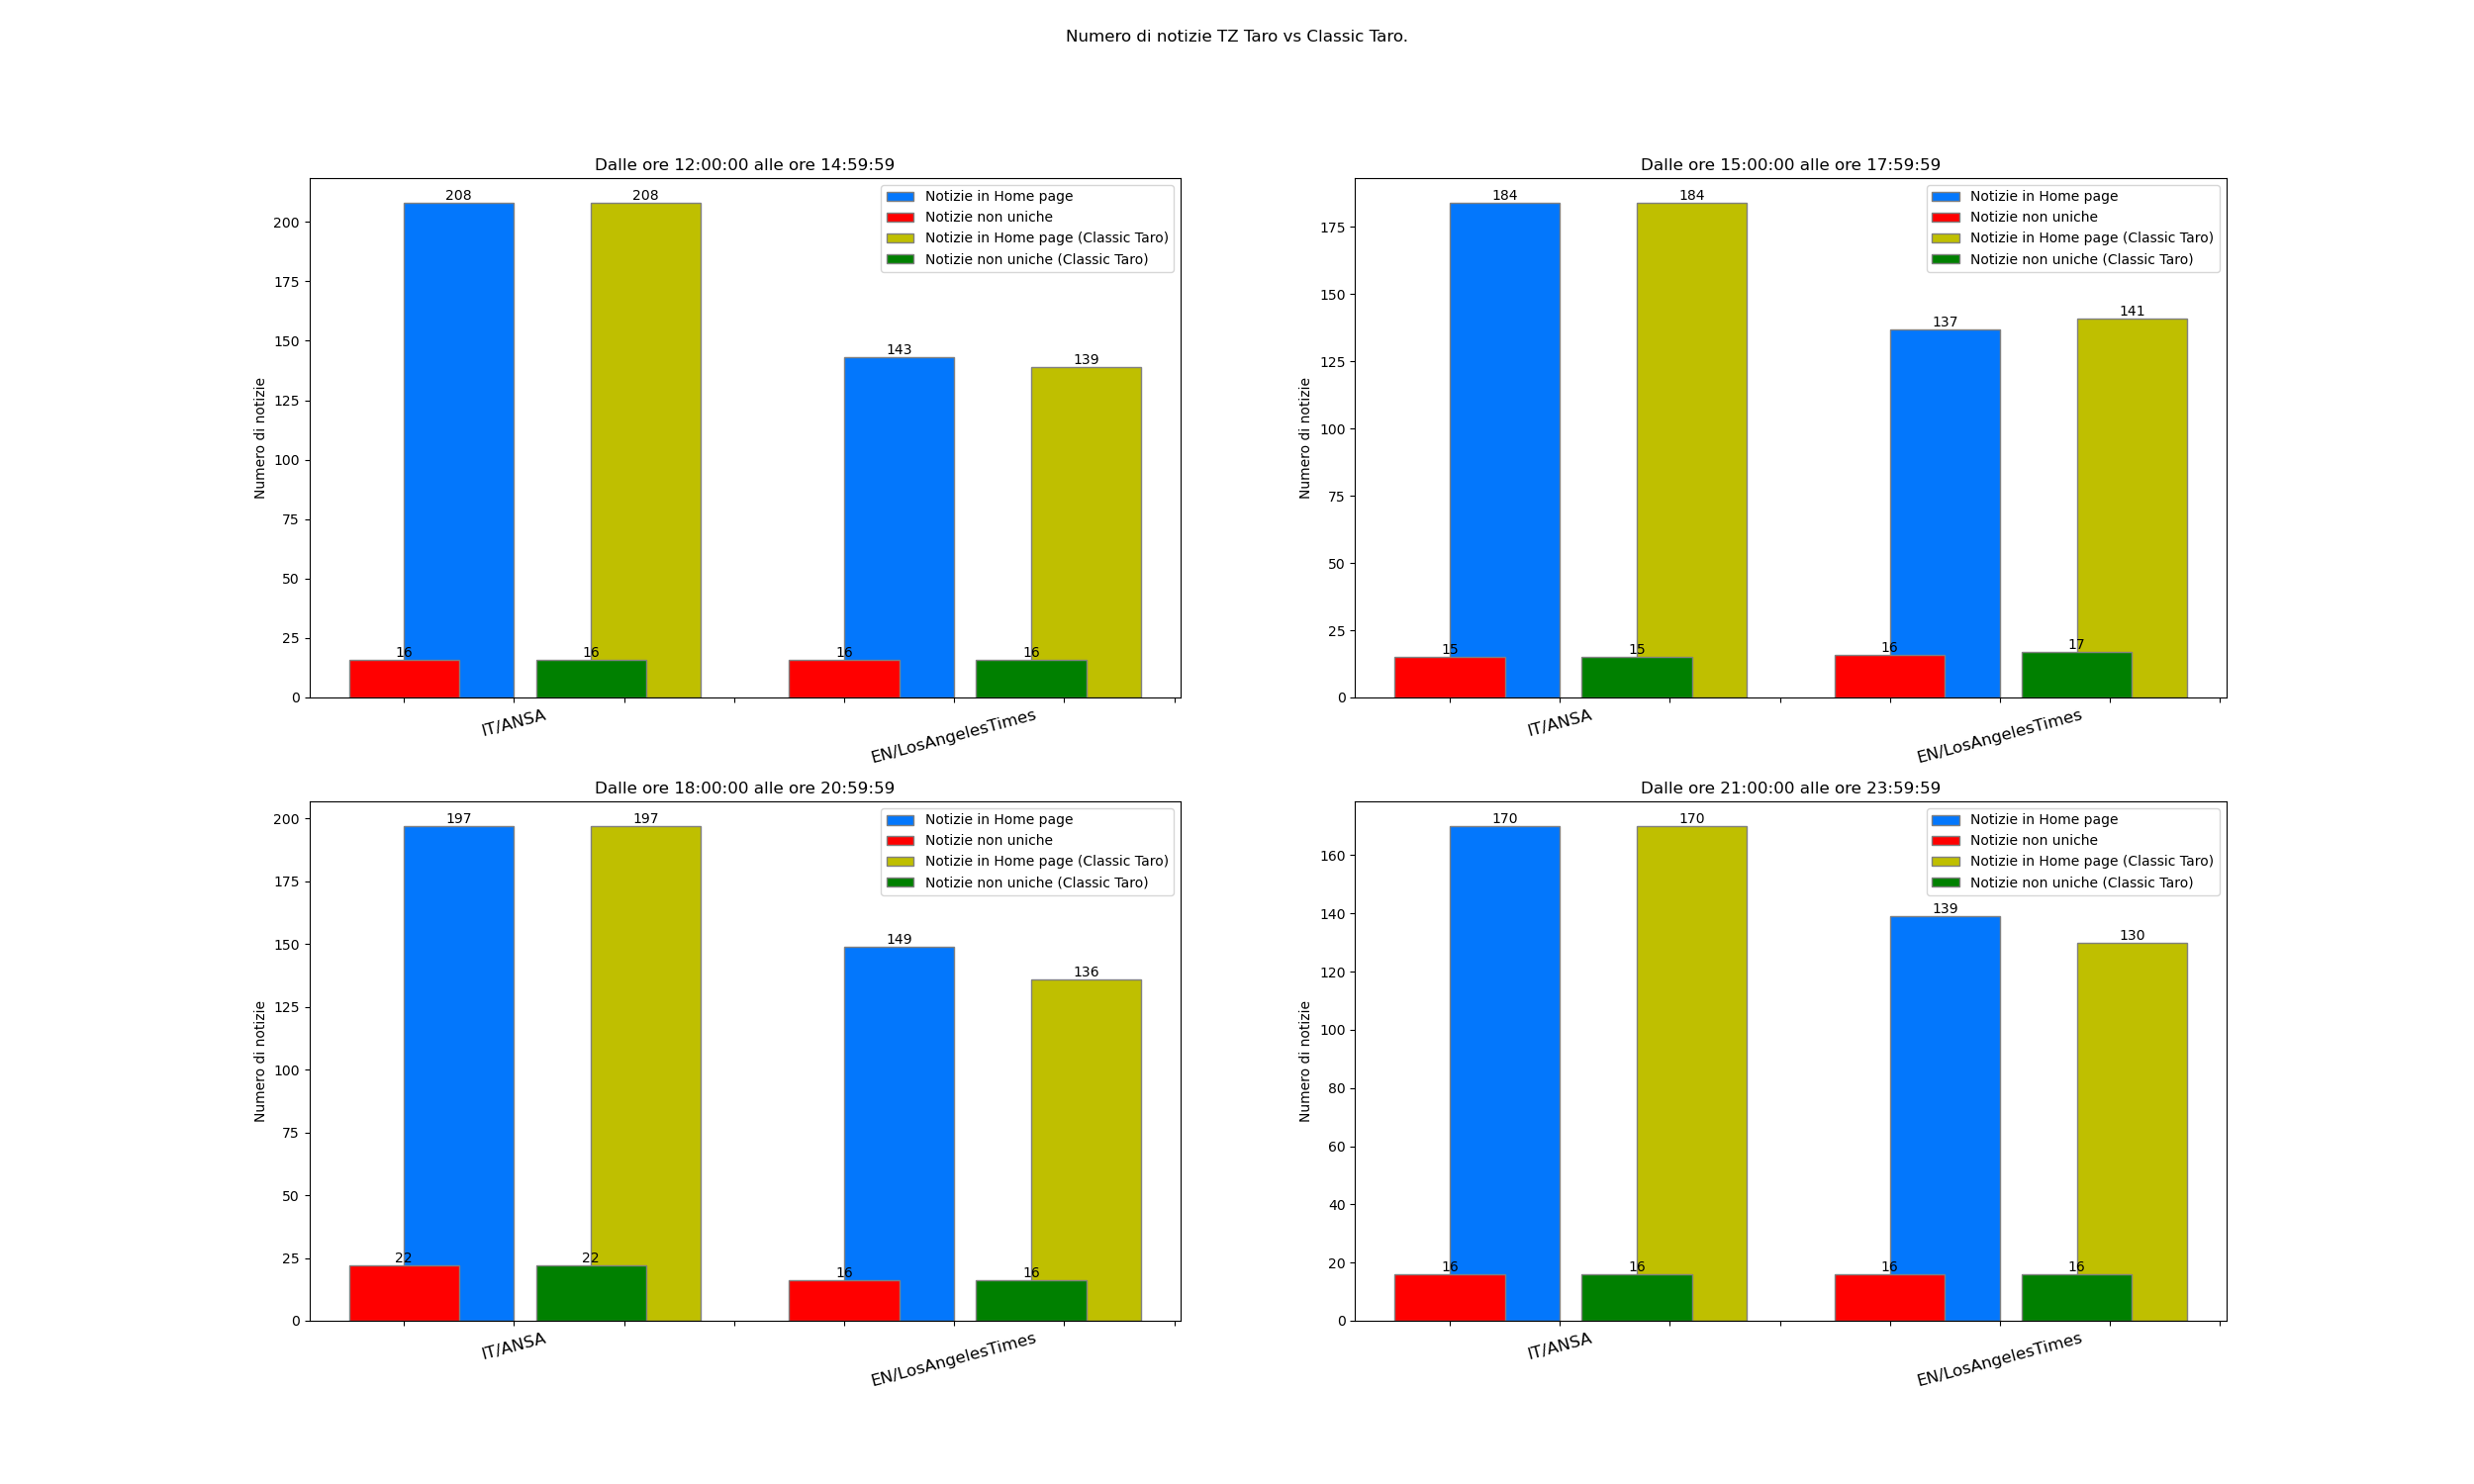 Numero di notizie TZ Taro vs Classic Taro.
Dalle ore 12:00:00 alle ore 14:59:59
Numero di notizie
200
175
150
125
100
75
50
25
0
208
208
143
139
16
16
16
16
Notizie in Home page
Notizie non uniche
Notizie in Home page (Classic Taro)
Notizie non uniche (Classic Taro)
IT/ANSA
EN/LosAngelesTimes
Dalle ore 15:00:00 alle ore 17:59:59
Numero di notizie
175
150
125
100
75
50
25
0
184
184
137
141
15
15
16
17
Notizie in Home page
Notizie non uniche
Notizie in Home page (Classic Taro)
Notizie non uniche (Classic Taro)
IT/ANSA
EN/LosAngelesTimes
Dalle ore 18:00:00 alle ore 20:59:59
Numero di notizie
200
175
150
125
100
75
50
25
0
197
197
149
136
22
22
16
16
Notizie in Home page
Notizie non uniche
Notizie in Home page (Classic Taro)
Notizie non uniche (Classic Taro)
IT/ANSA
EN/LosAngelesTimes
Dalle ore 21:00:00 alle ore 23:59:59
Numero di notizie
160
140
120
100
80
60
40
20
0
170
170
139
130
16
16
16
16
Notizie in Home page
Notizie non uniche
Notizie in Home page (Classic Taro)
Notizie non uniche (Classic Taro)
IT/ANSA
EN/LosAngelesTimes